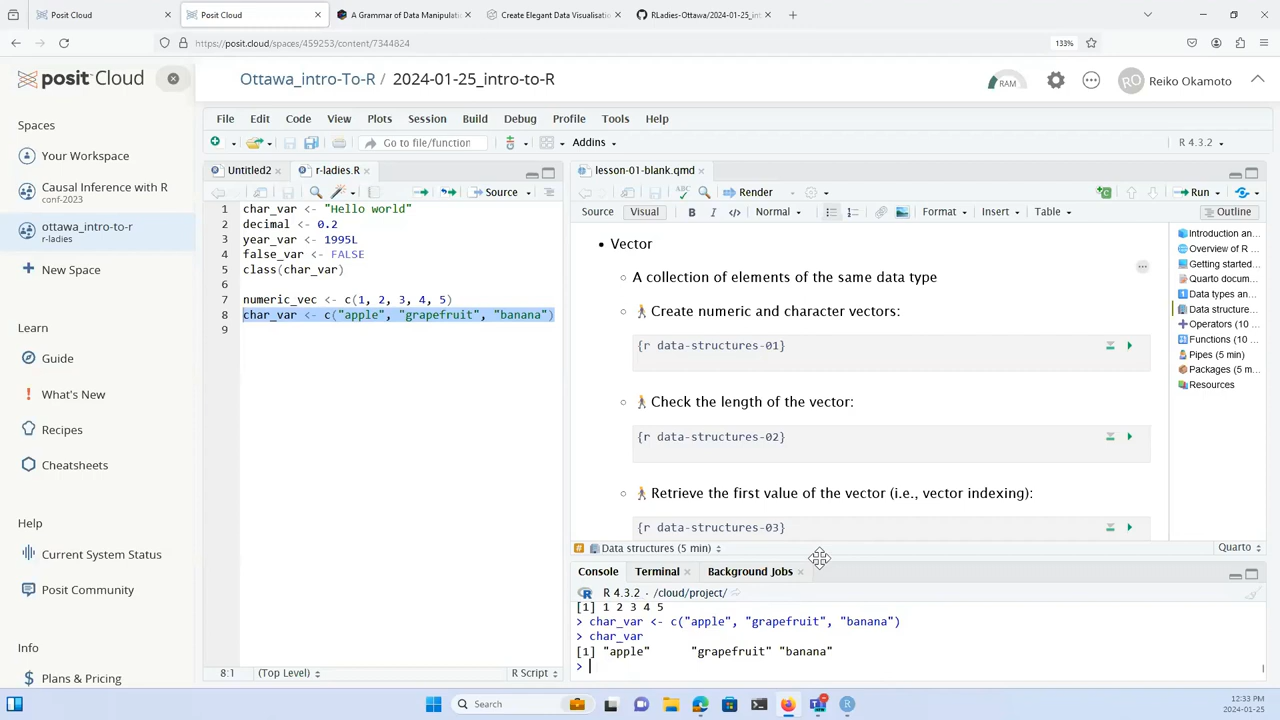 Posit Cloud
Posit Cloud
A Grammar of Data Manipulati
Create Elegant Data Visualisatio
RLadies-Ottawa/2024-01-25_int
https://posit.cloud/spaces/459253/content/7344824
133%
posit Cloud
Ottawa_intro-To-R / 2024-01-25_intro-to-R
RAM
RO
Reiko Okamoto
Spaces
Your Workspace
Causal Inference with R
conf-2023
ottawa_intro-to-r
r-ladies
New Space
Learn
Guide
What's New
Recipes
Cheatsheets
Help
Current System Status
Posit Community
Info
Plans & Pricing
File Edit Code View Plots Session Build Debug Profile Tools Help
Go to file/function
Addins
R 4.3.2
Untitled2
r-ladies.R
Source
1 char_var <- "Hello world"
2 decimal <- 0.2
3 year_var <- 1995L
4 false_var <- FALSE
5 class(char_var)
6
7 numeric_vec <- c(1, 2, 3, 4, 5)
8 char_var <- c("apple", "grapefruit", "banana")
9
8:1
(Top Level)
R Script
lesson-01-blank.qmd
ABC
Render
Run
Source Visual B I Normal Format Insert Table Outline
• Vector
A collection of elements of the same data type
Create numeric and character vectors:
{r data-structures-01}
Check the length of the vector:
{r data-structures-02}
Retrieve the first value of the vector (i.e., vector indexing):
{r data-structures-03}
Introduction an...
Overview of R ...
Getting started...
Quarto docum...
Data types an...
Data structure...
Operators (10 ...
Functions (10 ...
Pipes (5 min)
Packages (5 m...
Resources
# Data structures (5 min)
Quarto
Console Terminal Background Jobs
R 4.3.2 · /cloud/project/
[1] 1 2 3 4 5
> char_var <- c("apple", "grapefruit", "banana")
> char_var
[1] "apple" "grapefruit" "banana"
>
Search
12:33 PM
2024-01-25